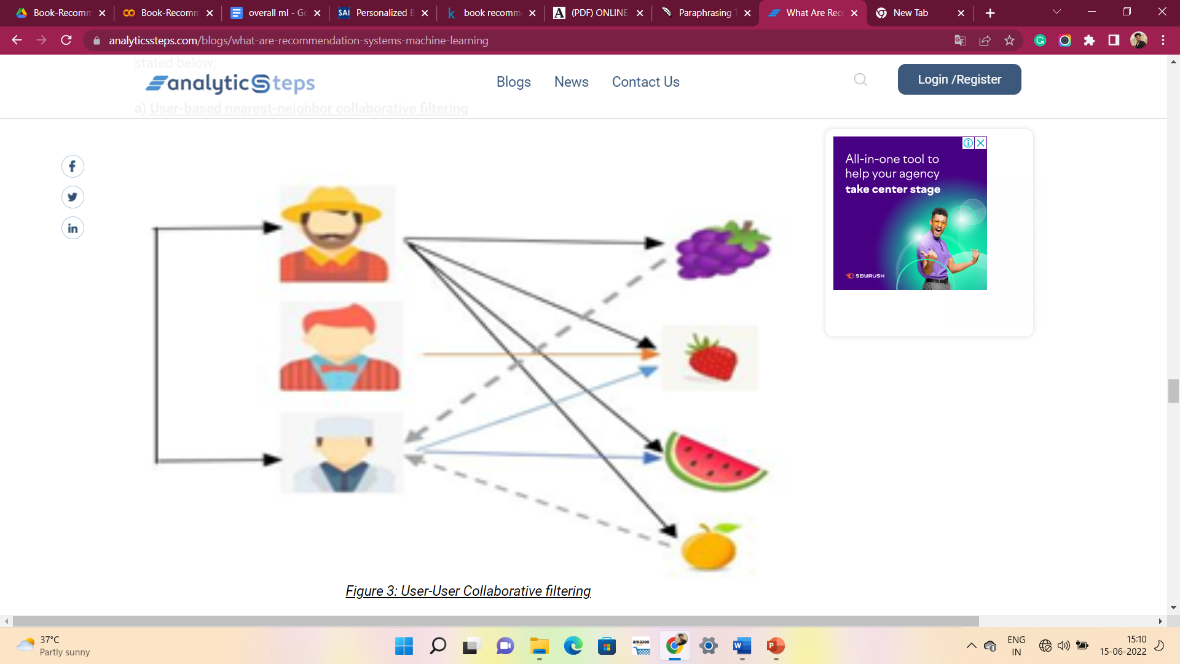 Book-Recomm
Book-Recomm
overall ml - Go
Personalized B
book recomm
(PDF) ONLINE
Paraphrasing T
What Are Rec
New Tab
analyticssteps.com/blogs/what-are-recommendation-systems-machine-learning
stated below:
analyticSteps
Blogs
News
Contact Us
Login /Register
a) User-based nearest-neighbor collaborative filtering
All-in-one tool to
help your agency
take center stage
SEMRUSH
Figure 3: User-User Collaborative filtering
37°C
Partly sunny
ENG
IN
15:10
15-06-2022